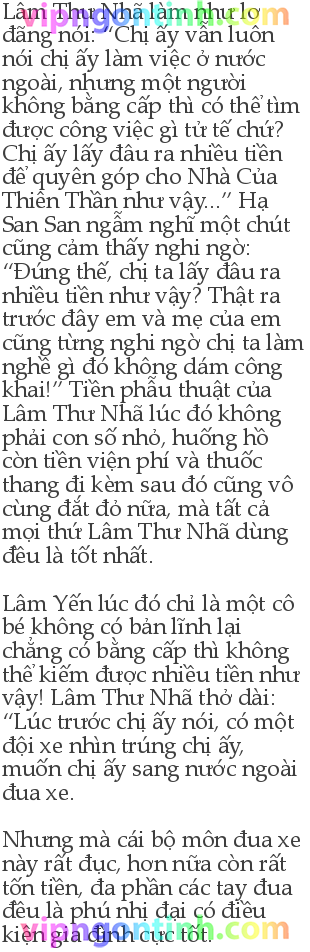 Lâm Thư Nhã làm như lơ
đãng nói: “Chị ấy vẫn luôn
nói chị ấy làm việc ở nước
ngoài, nhưng một người
không bằng cấp thì có thể tìm
được công việc gì tử tế chứ?
Chị ấy lấy đâu ra nhiều tiền
để quyên góp cho Nhà Của
Thiên Thần như vậy...” Hạ
San San ngẫm nghĩ một chút
cũng cảm thấy nghi ngờ:
“Đúng thế, chị ta lấy đâu ra
nhiều tiền như vậy? Thật ra
trước đây em và mẹ của em
cũng từng nghi ngờ chị ta làm
nghề gì đó không dám công
khai!” Tiền phẫu thuật của
Lâm Thư Nhã lúc đó không
phải con số nhỏ, huống hồ
còn tiền viện phí và thuốc
thang đi kèm sau đó cũng vô
cùng đắt đỏ nữa, mà tất cả
mọi thứ Lâm Thư Nhã dùng
đều là tốt nhất.
Lâm Yến lúc đó chỉ là một cô
bé không có bản lĩnh lại
chẳng có bằng cấp thì không
thể kiếm được nhiều tiền như
vậy! Lâm Thư Nhã thở dài:
“Lúc trước chị ấy nói, có một
đội xe nhìn trúng chị ấy,
muốn chị ấy sang nước ngoài
đua xe.
Nhưng mà cái bộ môn đua xe
này rất đục, hơn nữa còn rất
tốn tiền, đa phần các tay đua
đều là phú nhị đại có điều
kiện gia đình cực tốt.
vipngontinh.com
vipngontinh.com